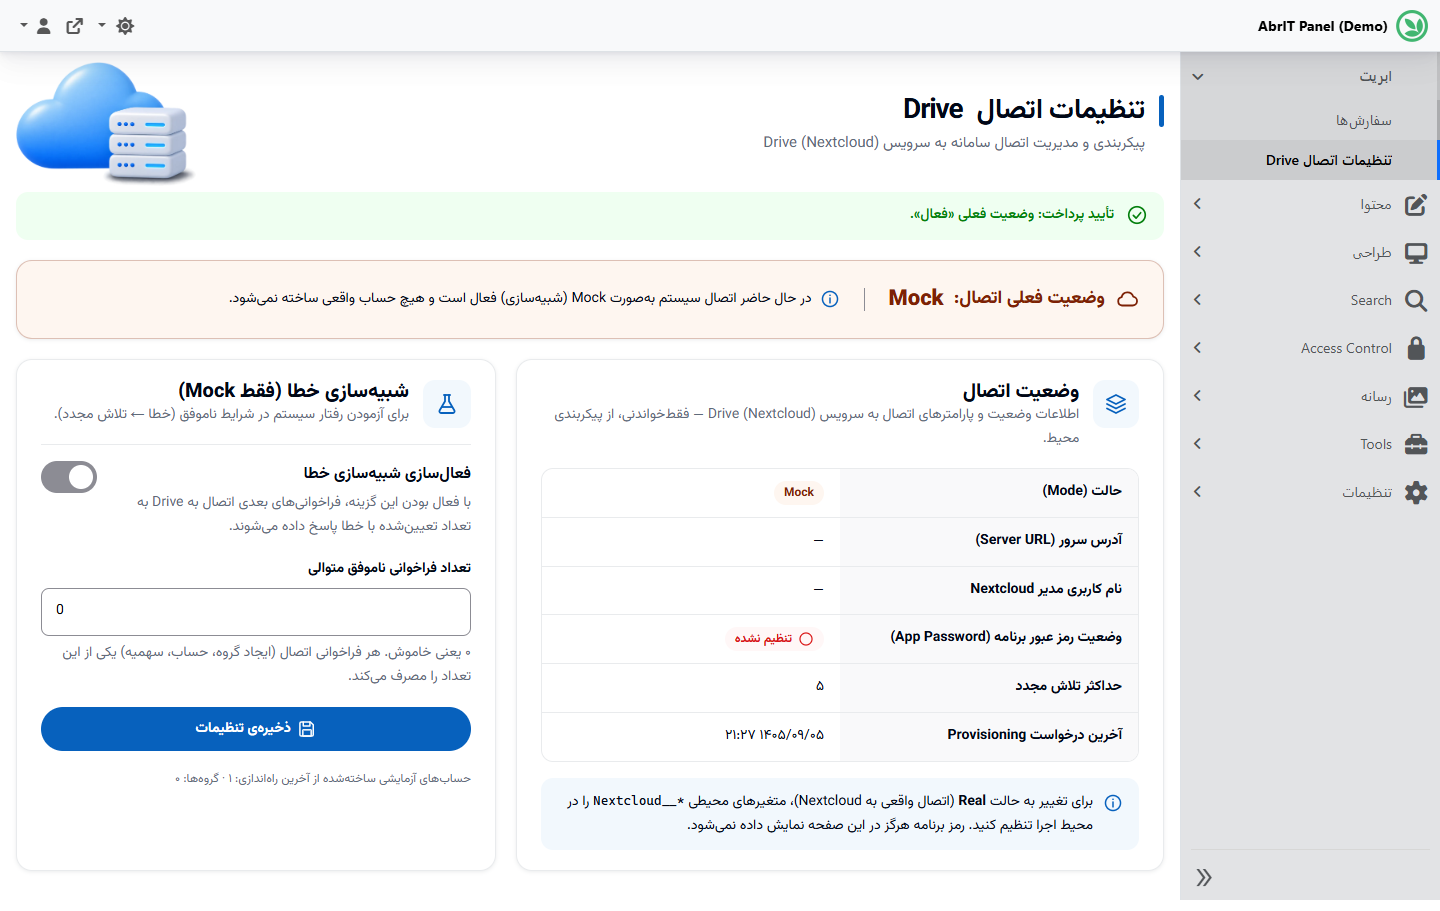 AbrIT Panel (Demo)
ابریت
سفارش‌ها
تنظیمات اتصال Drive
محتوا
طراحی
Search
Access Control
رسانه
Tools
تنظیمات
تنظیمات اتصال Drive
پیکربندی و مدیریت اتصال سامانه به سرویس Drive (Nextcloud)
تأیید پرداخت: وضعیت فعلی «فعال».
وضعیت فعلی اتصال: Mock
در حال حاضر اتصال سیستم به‌صورت Mock (شبیه‌سازی) فعال است و هیچ حساب واقعی ساخته نمی‌شود.
وضعیت اتصال
اطلاعات وضعیت و پارامترهای اتصال به سرویس Drive (Nextcloud) — فقط‌خواندنی، از پیکربندی
محیط.
حالت (Mode)
Mock
آدرس سرور (Server URL)
—
نام کاربری مدیر Nextcloud
—
وضعیت رمز عبور برنامه (App Password)
تنظیم نشده
حداکثر تلاش مجدد
۵
آخرین درخواست Provisioning
۱۴۰۵/۰۹/۰۵ ۲۱:۲۷
برای تغییر به حالت Real (اتصال واقعی به Nextcloud)، متغیرهای محیطی Nextcloud__* را در
محیط اجرا تنظیم کنید. رمز برنامه هرگز در این صفحه نمایش داده نمی‌شود.
شبیه‌سازی خطا (فقط Mock)
برای آزمودن رفتار سیستم در شرایط ناموفق (خطا ← تلاش مجدد).
فعال‌سازی شبیه‌سازی خطا
با فعال بودن این گزینه، فراخوانی‌های بعدی اتصال به Drive به
تعداد تعیین‌شده با خطا پاسخ داده می‌شوند.
تعداد فراخوانی ناموفق متوالی
0
۰ یعنی خاموش. هر فراخوانی اتصال (ایجاد گروه، حساب، سهمیه) یکی از این
تعداد را مصرف می‌کند.
ذخیره‌ی تنظیمات
حساب‌های آزمایشی ساخته‌شده از آخرین راه‌اندازی: ۱ · گروه‌ها: ۰